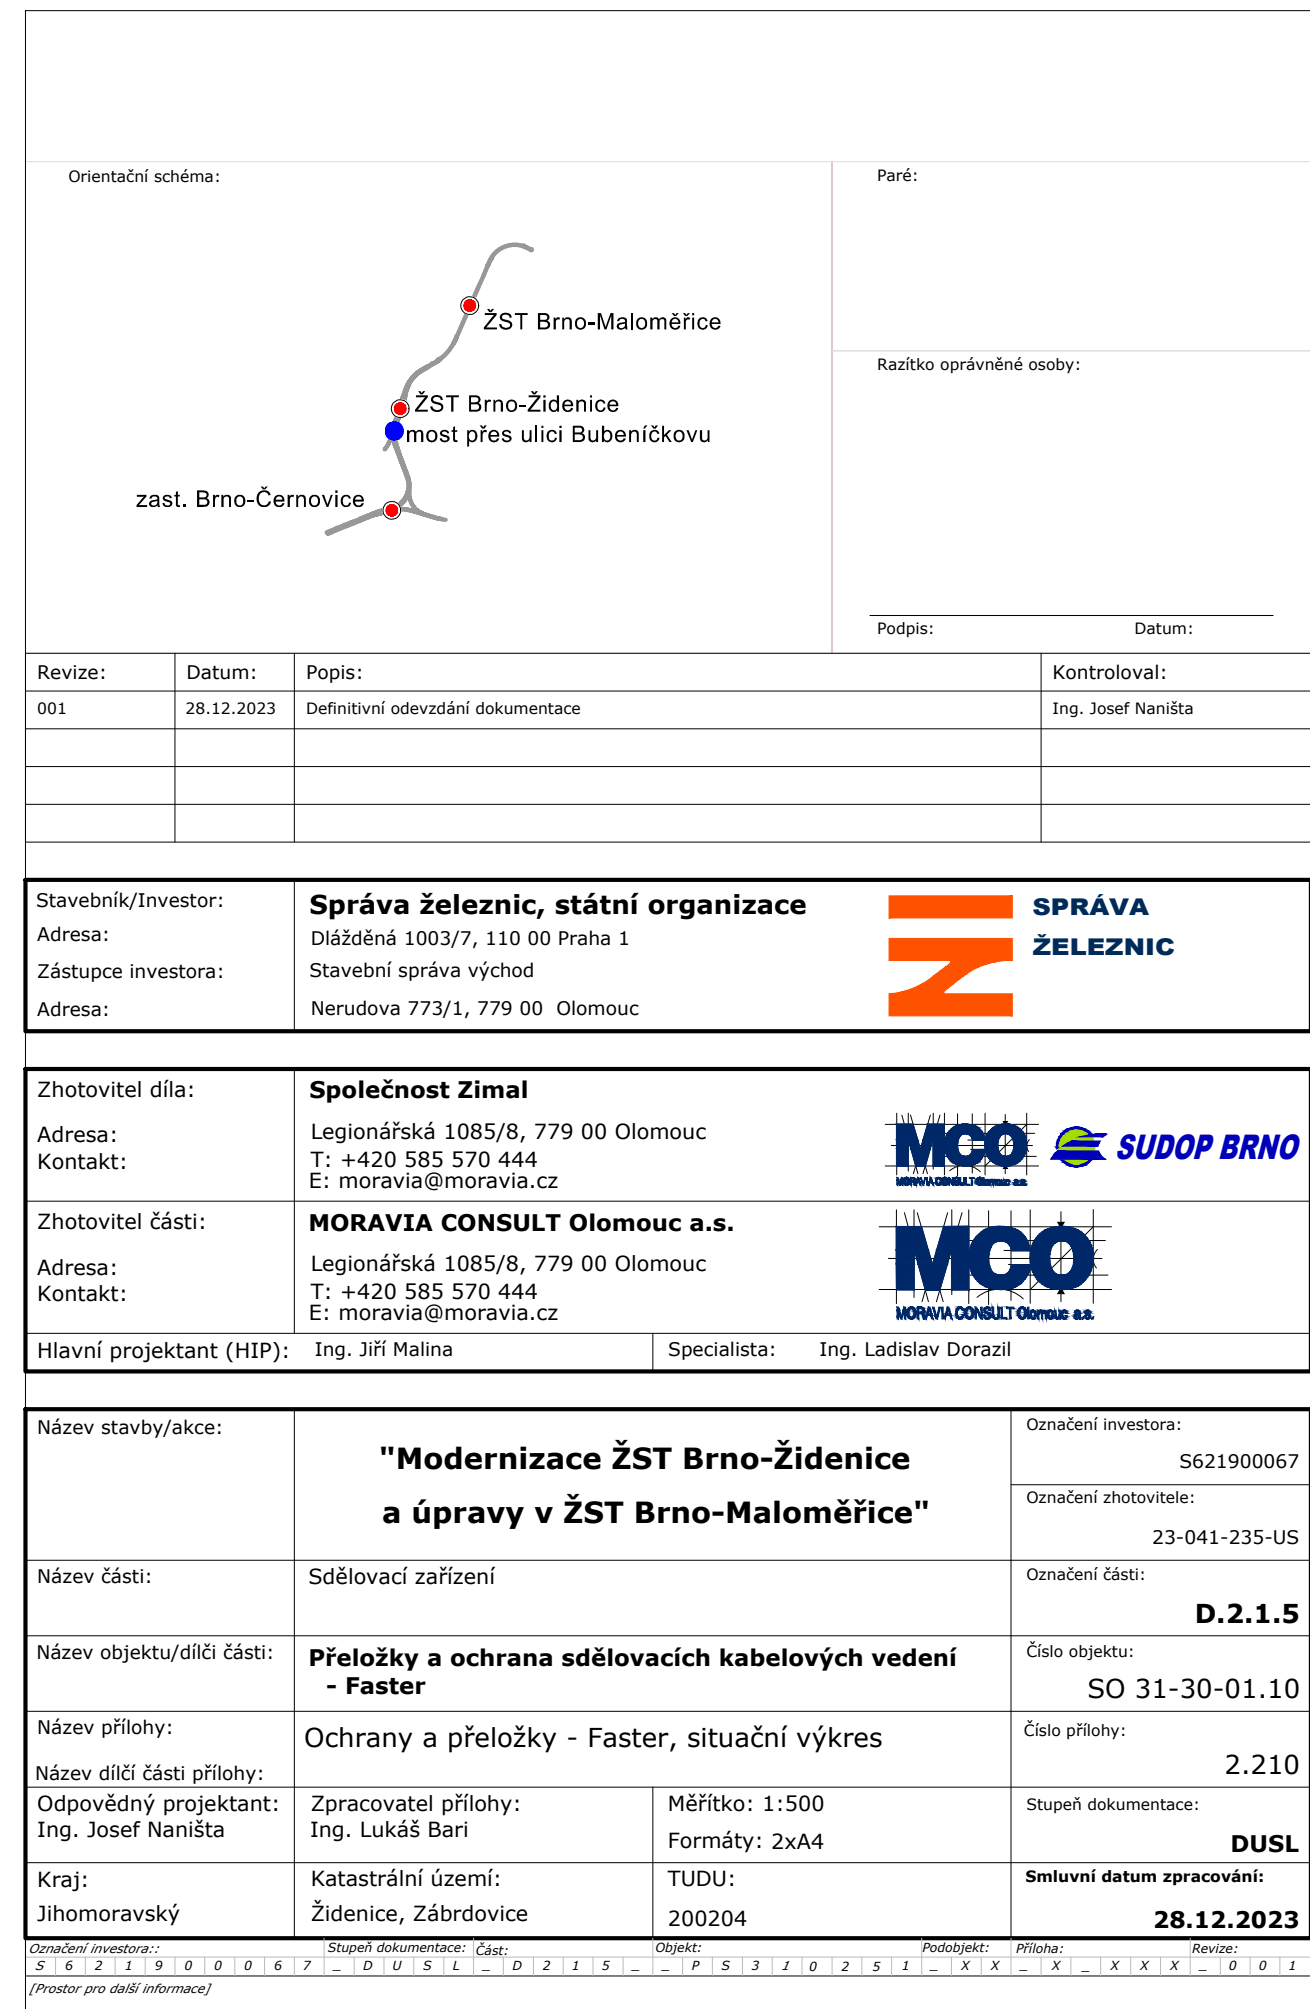 Orientační schéma:
Paré:
ŽST Brno-Maloměřice
ŽST Brno-Židenice
most přes ulici Bubeníčkovu
zast. Brno-Černovice
Razítko oprávněné osoby:
Podpis: Datum:
Revize: Datum: Popis: Kontroloval:
001 28.12.2023 Definitivní odevzdání dokumentace Ing. Josef Naništa
Stavebník/Investor: Správa železnic, státní organizace
Adresa: Dlážděná 1003/7, 110 00 Praha 1
Zástupce investora: Stavební správa východ
Adresa: Nerudova 773/1, 779 00 Olomouc
SPRÁVA
ŽELEZNIC
Zhotovitel díla: Společnost Zimal
Adresa: Legionářská 1085/8, 779 00 Olomouc
Kontakt: T: +420 585 570 444
E: moravia@moravia.cz
MCO
MORAVIA CONSULT Olomouc a.s.
SUDOP BRNO
Zhotovitel části: MORAVIA CONSULT Olomouc a.s.
Adresa: Legionářská 1085/8, 779 00 Olomouc
Kontakt: T: +420 585 570 444
E: moravia@moravia.cz
MCO
MORAVIA CONSULT Olomouc a.s.
Hlavní projektant (HIP): Ing. Jiří Malina Specialista: Ing. Ladislav Dorazil
Název stavby/akce: "Modernizace ŽST Brno-Židenice
a úpravy v ŽST Brno-Maloměřice"
Označení investora:
S621900067
Označení zhotovitele:
23-041-235-US
Název části: Sdělovací zařízení
Označení části:
D.2.1.5
Název objektu/dílči části: Přeložky a ochrana sdělovacích kabelových vedení
- Faster
Číslo objektu:
SO 31-30-01.10
Název přílohy: Ochrany a přeložky - Faster, situační výkres
Číslo přílohy:
2.210
Název dílčí části přílohy:
Odpovědný projektant: Zpracovatel přílohy: Měřítko: 1:500 Stupeň dokumentace:
Ing. Josef Naništa Ing. Lukáš Bari Formáty: 2xA4 DUSL
Kraj: Katastrální území: TUDU: Smluvní datum zpracování:
Jihomoravský Židenice, Zábrdovice 200204 28.12.2023
Označení investora:: Stupeň dokumentace: Část: Objekt: Podobjekt: Příloha: Revize:
S 6 2 1 9 0 0 0 6 7 _ D U S L _ D 2 1 5 _ _ P S 3 1 0 2 5 1 _ X X _ X _ X X X _ 0 0 1
[Prostor pro další informace]